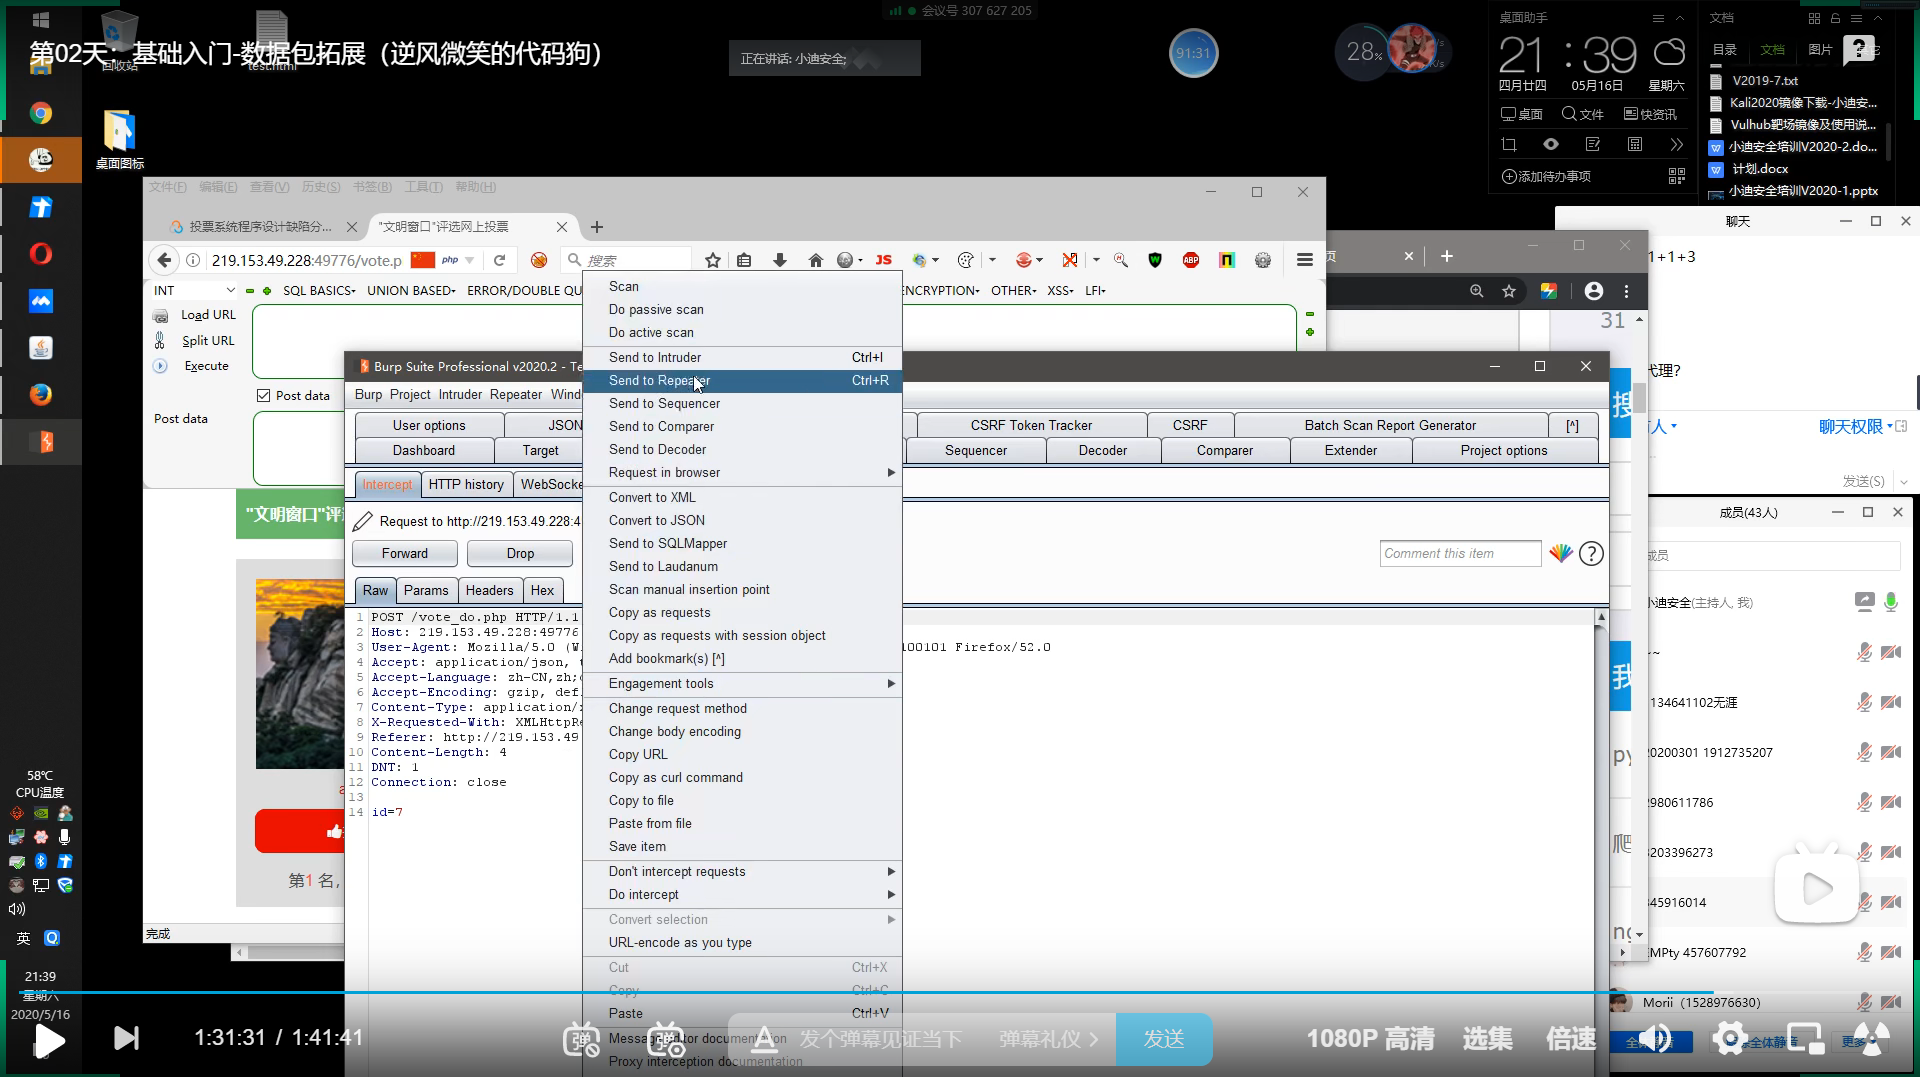 会议号 307 627 205
第02天：基础入门-数据包拓展（逆风微笑的代码狗）
回收站
test.html
正在讲话: 小迪安全;
91:31
28%
桌面助手
21:39
四月廿四 05月16日 星期六
桌面 文件 快资讯
添加待办事项
文档
目录 文档 图片
V2019-7.txt
Kali2020镜像下载-小迪安...
Vulhub靶场镜像及使用说...
小迪安全培训V2020-2.do...
计划.docx
小迪安全培训V2020-1.pptx
桌面图标
文件(F) 编辑(E) 查看(V) 历史(S) 书签(B) 工具(T) 帮助(H)
投票系统程序设计缺陷分...
"文明窗口"评选网上投票
219.153.49.228:49776/vote.p
php
搜索
JS
ABP
INT
SQL BASICS
UNION BASED
ERROR/DOUBLE QU
ENCRYPTION
OTHER
XSS
LFI
Load URL
Split URL
Execute
Post data
Post data
"文明窗口"评
第1 名，
完成
Burp Suite Professional v2020.2 - Te
Burp Project Intruder Repeater Wind
User options JSON CSRF Token Tracker CSRF Batch Scan Report Generator [^]
Dashboard Target Sequencer Decoder Comparer Extender Project options
Intercept HTTP history WebSocke
Request to http://219.153.49.228:4
Forward Drop
Comment this item
Raw Params Headers Hex
1 POST /vote_do.php HTTP/1.1
2 Host: 219.153.49.228:49776
3 User-Agent: Mozilla/5.0 (W 100101 Firefox/52.0
4 Accept: application/json, t
5 Accept-Language: zh-CN,zh;
6 Accept-Encoding: gzip, def
7 Content-Type: application/
8 X-Requested-With: XMLHttpRe
9 Referer: http://219.153.49
10 Content-Length: 4
11 DNT: 1
12 Connection: close
13
14 id=7
Scan
Do passive scan
Do active scan
Send to Intruder Ctrl+I
Send to Repeater Ctrl+R
Send to Sequencer
Send to Comparer
Send to Decoder
Request in browser
Convert to XML
Convert to JSON
Send to SQLMapper
Send to Laudanum
Scan manual insertion point
Copy as requests
Copy as requests with session object
Add bookmark(s) [^]
Engagement tools
Change request method
Change body encoding
Copy URL
Copy as curl command
Copy to file
Paste from file
Save item
Don't intercept requests
Do intercept
Convert selection
URL-encode as you type
Cut Ctrl+X
Copy Ctrl+C
Paste Ctrl+V
Proxy interception documentation
31
聊天
1+1+3
代理?
人
聊天权限
发送(S)
成员(43人)
成员
小迪安全(主持人, 我)
~~
134641102无涯
20200301 1912735207
2980611786
3203396273
345916014
EMPty 457607792
Morii（1528976630）
搜
我
py
爬
58℃
CPU温度
英
21:39
星期六
2020/5/16
1:31:31 / 1:41:41
弹
弹
发个弹幕见证当下
弹幕礼仪
发送
1080P 高清
选集
倍速
更多